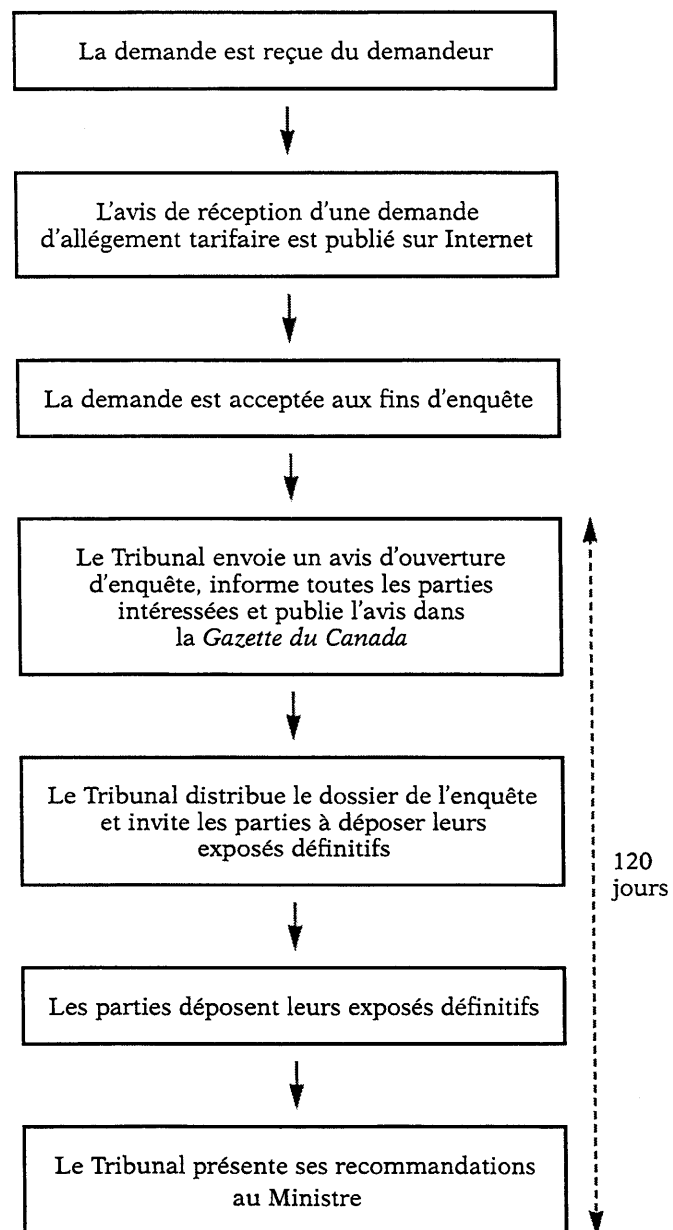 La demande est reçue du demandeur
L'avis de réception d'une demande
d'allégement tarifaire est publié sur Internet
La demande est acceptée aux fins d'enquête
Le Tribunal envoie un avis d'ouverture
d'enquête, informe toutes les parties
intéressées et publie l'avis dans
la Gazette du Canada
Le Tribunal distribue le dossier de l'enquête
et invite les parties à déposer leurs
exposés définitifs
120
jours
Les parties déposent leurs exposés définitifs
Le Tribunal présente ses recommandations
au Ministre